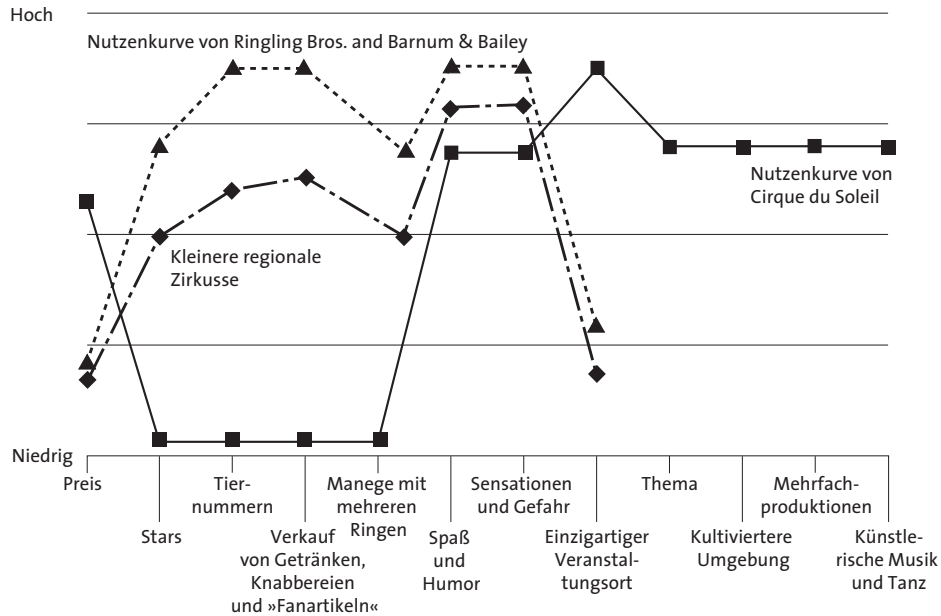 Hoch
Nutzenkurve von Ringling Bros. and Barnum & Bailey
Nutzenkurve von
Cirque du Soleil
Kleinere regionale
Zirkusse
Niedrig
Preis
Stars
Tier-
nummern
Verkauf
von Getränken,
Knabbereien
und »Fanartikeln«
Manege mit
mehreren
Ringen
Spaß
und
Humor
Sensationen
und Gefahr
Einzigartiger
Veranstal-
tungsort
Thema
Kultiviertere
Umgebung
Mehrfach-
produktionen
Künstle-
rische Musik
und Tanz